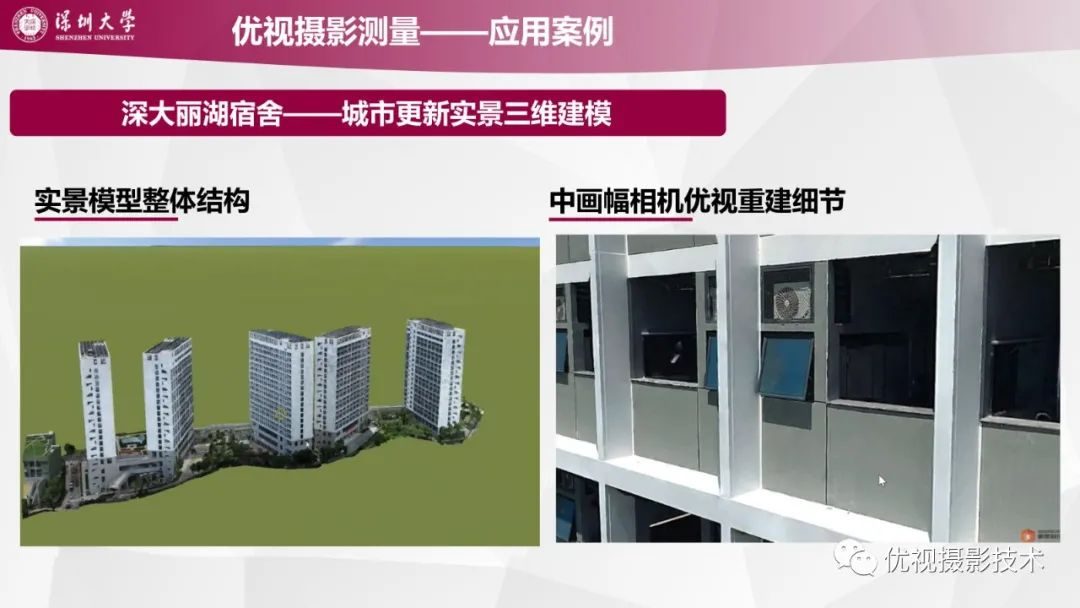 深圳大学
SHENZHEN UNIVERSITY
优视摄影测量——应用案例
深大丽湖宿舍——城市更新实景三维建模
实景模型整体结构
中画幅相机优视重建细节
优视摄影技术